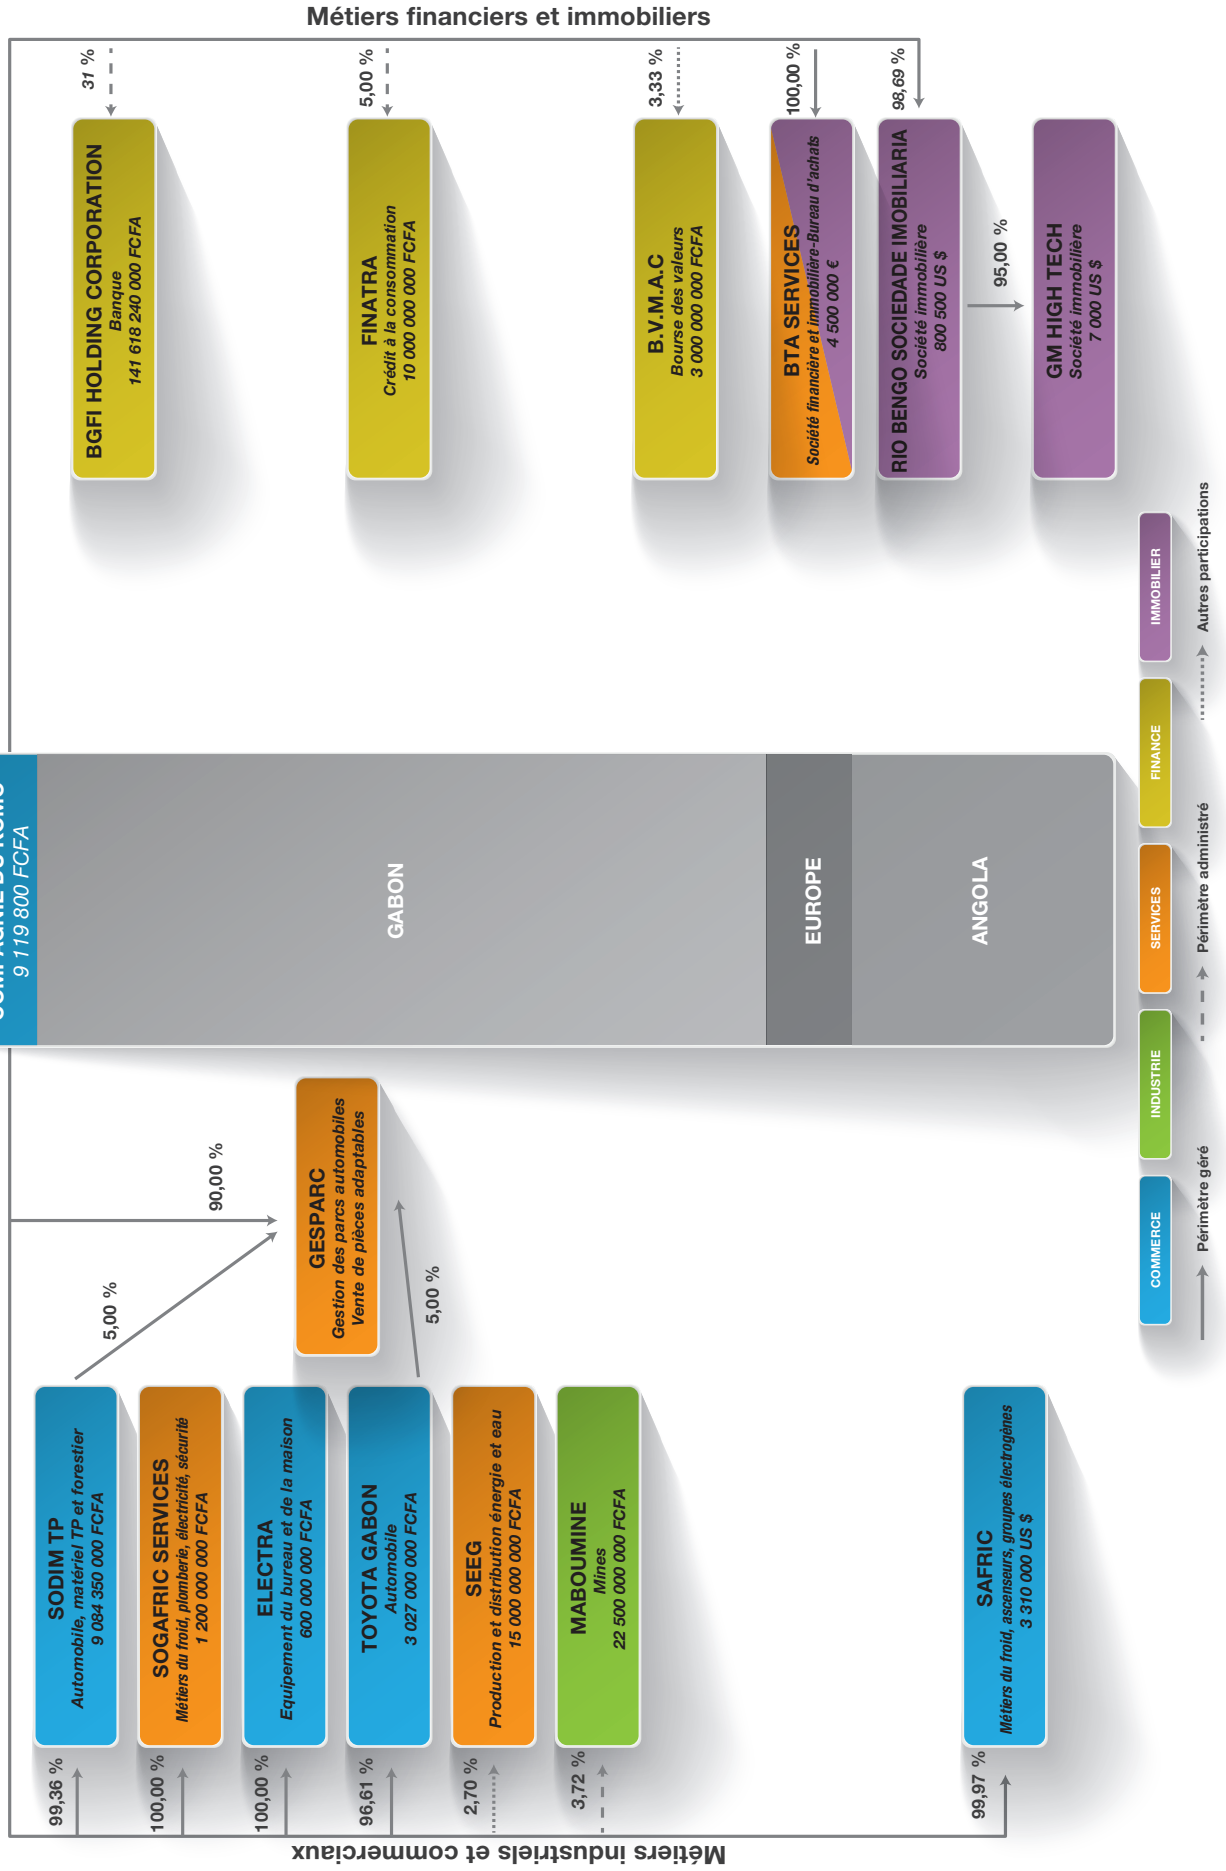 Métiers financiers et immobiliers
COMPAGNIE DU KOMO
9 119 800 FCFA
GABON
EUROPE
ANGOLA
Métiers industriels et commerciaux
99,36 %
SODIM TP
Automobile, matériel TP et forestier
9 084 350 000 FCFA
100,00 %
SOGAFRIC SERVICES
Métiers du froid, plomberie, électricité, sécurité
1 200 000 000 FCFA
100,00 %
ELECTRA
Equipement du bureau et de la maison
600 000 000 FCFA
96,61 %
TOYOTA GABON
Automobile
3 027 000 000 FCFA
2,70 %
SEEG
Production et distribution énergie et eau
15 000 000 000 FCFA
3,72 %
MABOUMINE
Mines
22 500 000 000 FCFA
99,97 %
SAFRIC
Métiers du froid, ascenseurs, groupes électrogènes
3 310 000 US $
5,00 %
90,00 %
5,00 %
GESPARC
Gestion des parcs automobiles
Vente de pièces adaptables
31 %
BGFI HOLDING CORPORATION
Banque
141 618 240 000 FCFA
5,00 %
FINATRA
Crédit à la consommation
10 000 000 000 FCFA
3,33 %
B.V.M.A.C
Bourse des valeurs
3 000 000 000 FCFA
100,00 %
BTA SERVICES
Société financière et immobilière-Bureau d'achats
4 500 000 €
98,69 %
RIO BENGO SOCIEDADE IMOBILIARIA
Société immobilière
800 500 US $
95,00 %
GM HIGH TECH
Société immobilière
7 000 US $
COMMERCE
INDUSTRIE
SERVICES
FINANCE
IMMOBILIER
Périmètre géré
Périmètre administré
Autres participations